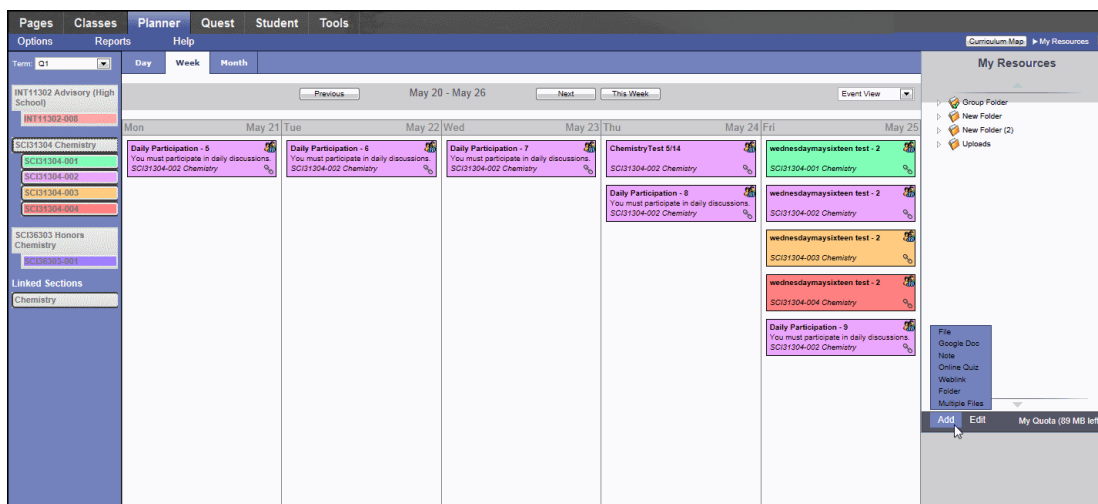 Pages Classes Planner Quest Student Tools
Options Reports Help
Curriculum Map ▶ My Resources
Term: Q1
Day Week Month
My Resources
Previous May 20 - May 26 Next This Week Event View
INT11302 Advisory (High School)
INT11302-008
SCI31304 Chemistry
SCI31304-001
SCI31304-002
SCI31304-003
SCI31304-004
SCI36303 Honors Chemistry
SCI36303-001
Linked Sections
Chemistry
Mon May 21
Daily Participation - 5
You must participate in daily discussions.
SCI31304-002 Chemistry
Tue May 22
Daily Participation - 6
You must participate in daily discussions.
SCI31304-002 Chemistry
Wed May 23
Daily Participation - 7
You must participate in daily discussions.
SCI31304-002 Chemistry
Thu May 24
ChemistryTest 5/14
SCI31304-002 Chemistry
Daily Participation - 8
You must participate in daily discussions.
SCI31304-002 Chemistry
Fri May 25
wednesdaymaysixteen test - 2
SCI31304-001 Chemistry
wednesdaymaysixteen test - 2
SCI31304-002 Chemistry
wednesdaymaysixteen test - 2
SCI31304-003 Chemistry
wednesdaymaysixteen test - 2
SCI31304-004 Chemistry
Daily Participation - 9
You must participate in daily discussions.
SCI31304-002 Chemistry
Group Folder
New Folder
New Folder (2)
Uploads
File
Google Doc
Note
Online Quiz
Weblink
Folder
Multiple Files
Add Edit My Quota (89 MB left